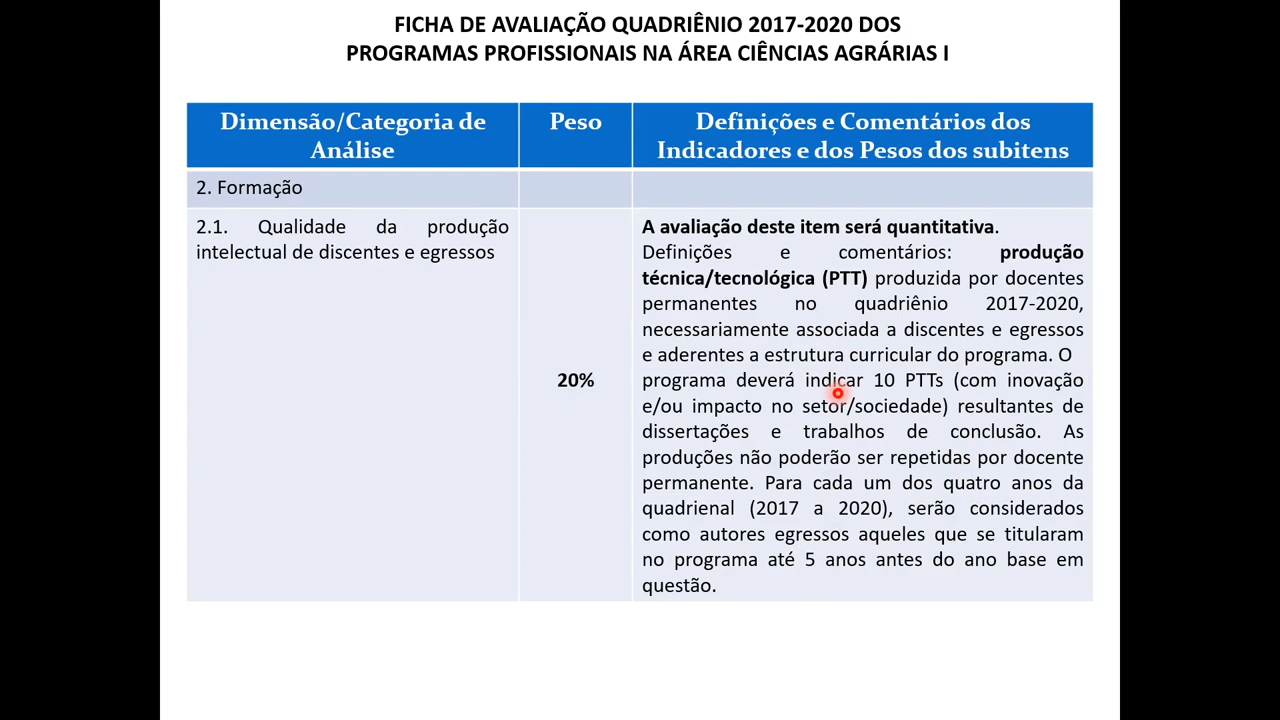 FICHA DE AVALIAÇÃO QUADRIÊNIO 2017-2020 DOS
PROGRAMAS PROFISSIONAIS NA ÁREA CIÊNCIAS AGRÁRIAS I
Dimensão/Categoria de
Análise
Peso
Definições e Comentários dos
Indicadores e dos Pesos dos subitens
2. Formação
2.1. Qualidade da produção
intelectual de discentes e egressos
20%
A avaliação deste item será quantitativa.
Definições e comentários: produção
técnica/tecnológica (PTT) produzida por docentes
permanentes no quadriênio 2017-2020,
necessariamente associada a discentes e egressos
e aderentes a estrutura curricular do programa. O
programa deverá indicar 10 PTTs (com inovação
e/ou impacto no setor/sociedade) resultantes de
dissertações e trabalhos de conclusão. As
produções não poderão ser repetidas por docente
permanente. Para cada um dos quatro anos da
quadrienal (2017 a 2020), serão considerados
como autores egressos aqueles que se titularam
no programa até 5 anos antes do ano base em
questão.